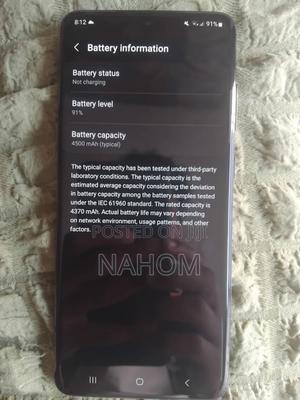 8:12
91%
Battery information
Battery status
Not charging
Battery level
91%
Battery capacity
4500 mAh (typical)
The typical capacity has been tested under third-party
laboratory conditions. The typical capacity is the
estimated average capacity considering the deviation
in battery capacity among the battery samples tested
under the IEC 61960 standard. The rated capacity is
4370 mAh. Actual battery life may vary depending
on network environment, usage patterns, and other
factors.
POSTED ON jiji
NAHOM